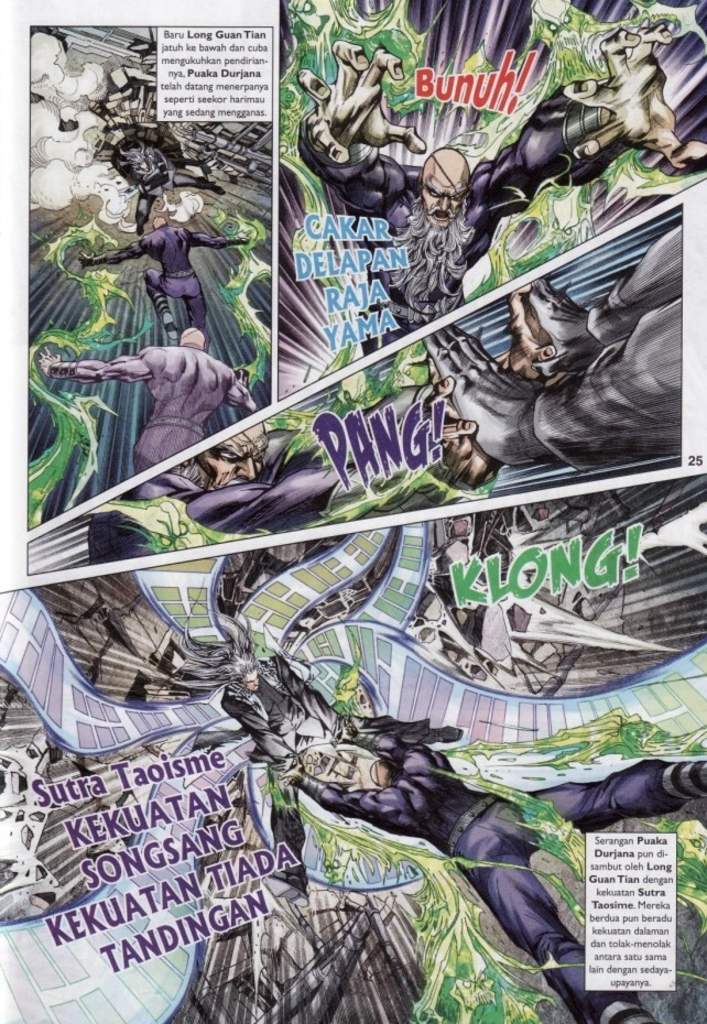 Baru Long Guan Tian
jatuh ke bawah dan cuba
mengukuhkan pendirian-
nya, Puaka Durjana
telah datang menerpanya
seperti seekor harimau
yang sedang mengganas.
BUNUH!
CAKAR
DELAPAN
RAJA
YAMA
PANG!
25
KLONG!
Sutra Taoisme
KEKUATAN
SONGSANG
KEKUATAN TIADA
TANDINGAN
Serangan Puaka
Durjana pun di-
sambut oleh Long
Guan Tian dengan
kekuatan Sutra
Taosime. Mereka
berdua pun beradu
kekuatan dalaman
dan tolak-menolak
antara satu sama
lain dengan sedaya-
upayanya.